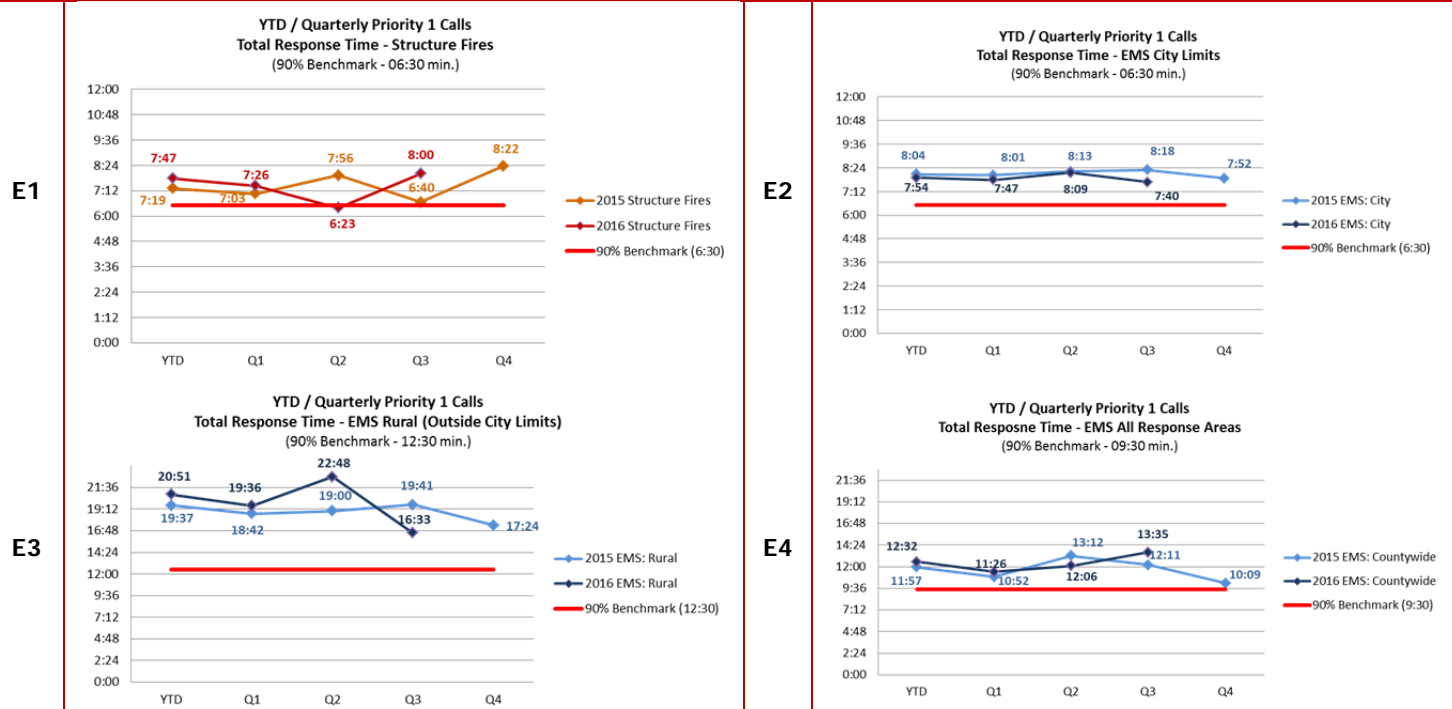 E1
YTD / Quarterly Priority 1 Calls
Total Response Time - Structure Fires
(90% Benchmark - 06:30 min.)
12:00
10:48
9:36
8:24
7:12
6:00
4:48
3:36
2:24
1:12
0:00
7:47
7:26
7:56
8:00
8:22
7:19
7:03
6:23
6:40
YTD
Q1
Q2
Q3
Q4
2015 Structure Fires
2016 Structure Fires
90% Benchmark (6:30)
E2
YTD / Quarterly Priority 1 Calls
Total Response Time - EMS City Limits
(90% Benchmark - 06:30 min.)
12:00
10:48
9:36
8:24
7:12
6:00
4:48
3:36
2:24
1:12
0:00
8:04
8:01
8:13
8:18
7:52
7:54
7:47
8:09
7:40
YTD
Q1
Q2
Q3
Q4
2015 EMS: City
2016 EMS: City
90% Benchmark (6:30)
E3
YTD / Quarterly Priority 1 Calls
Total Response Time - EMS Rural (Outside City Limits)
(90% Benchmark - 12:30 min.)
21:36
19:12
16:48
14:24
12:00
9:36
7:12
4:48
2:24
0:00
20:51
19:36
22:48
19:41
19:37
18:42
19:00
16:33
17:24
YTD
Q1
Q2
Q3
Q4
2015 EMS: Rural
2016 EMS: Rural
90% Benchmark (12:30)
E4
YTD / Quarterly Priority 1 Calls
Total Resposne Time - EMS All Response Areas
(90% Benchmark - 09:30 min.)
21:36
19:12
16:48
14:24
12:00
9:36
7:12
4:48
2:24
0:00
12:32
11:26
13:12
13:35
11:57
10:52
12:06
12:11
10:09
YTD
Q1
Q2
Q3
Q4
2015 EMS: Countywide
2016 EMS: Countywide
90% Benchmark (9:30)